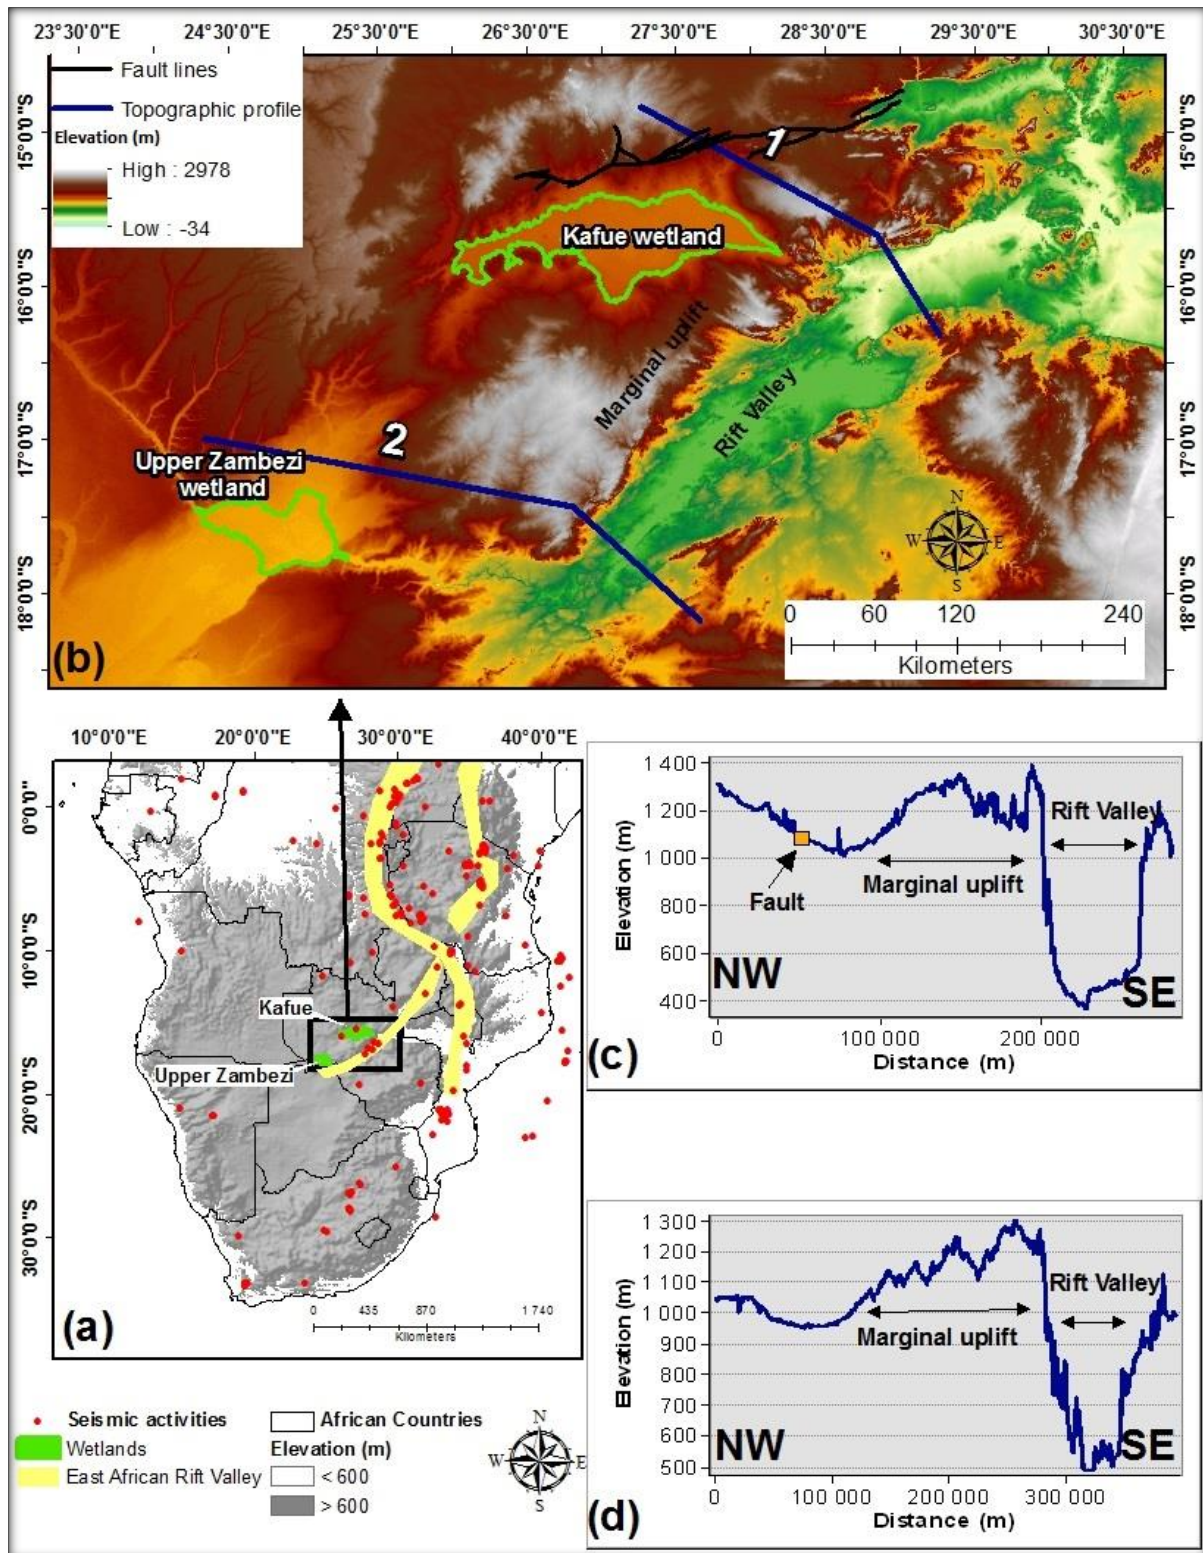 23°30'0"E 24°30'0"E 25°30'0"E 26°30'0"E 27°30'0"E 28°30'0"E 29°30'0"E 30°30'0"E
Fault lines
Topographic profile
Elevation (m)
High : 2978
Low : -34
15°0'0"S
15°0'0"S
1
Kafue wetland
16°0'0"S
16°0'0"S
Marginal uplift
Rift Valley
2
17°0'0"S
17°0'0"S
Upper Zambezi
wetland
N
W E
S
18°0'0"S
18°0'0"S
0 60 120 240
Kilometers
(b)
10°0'0"E 20°0'0"E 30°0'0"E 40°0'0"E
0°0'0"
10°0'0"S
Kafue
Upper Zambezi
20°0'0"S
30°0'0"S
(a)
0 435 870 1 740
Kilometers
Seismic activities
Wetlands
East African Rift Valley
African Countries
Elevation (m)
< 600
> 600
N
W E
S
1 400
1 200
1 000
800
600
400
Elevation (m)
Rift Valley
Marginal uplift
Fault
NW
SE
0 100 000 200 000
Distance (m)
(c)
1 300
1 200
1 100
1 000
900
800
700
600
500
Elevation (m)
Rift Valley
Marginal uplift
NW
SE
0 100 000 200 000 300 000
Distance (m)
(d)